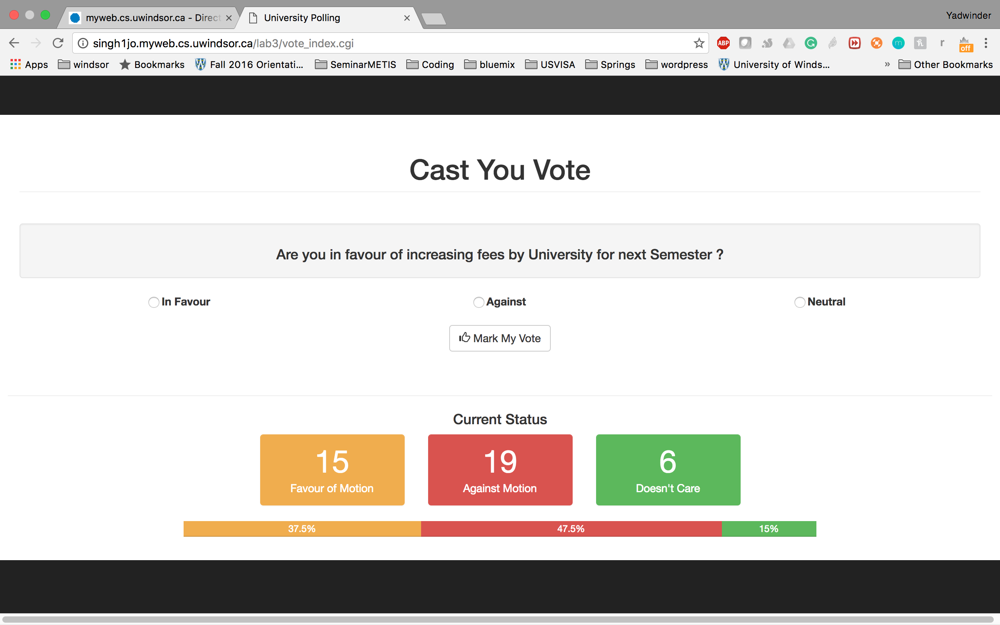 myweb.cs.uwindsor.ca - Direct
University Polling
Yadwinder
singh1jo.myweb.cs.uwindsor.ca/lab3/vote_index.cgi
ABP
m
h
r
off
Apps windsor Bookmarks Fall 2016 Orientati... SeminarMETIS Coding bluemix USVISA Springs wordpress University of Winds... » Other Bookmarks
Cast You Vote
Are you in favour of increasing fees by University for next Semester ?
In Favour Against Neutral
Mark My Vote
Current Status
15 19 6
Favour of Motion Against Motion Doesn't Care
37.5% 47.5% 15%